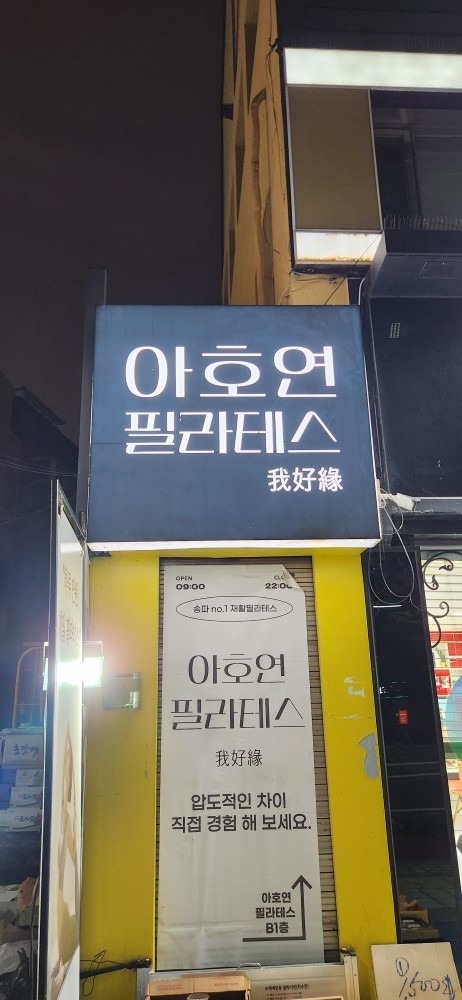 아호연
필라테스
我好緣
OPEN
09:00
22:00
송파 no.1 재활필라테스
아호연
필라테스
我好緣
압도적인 차이
직접 경험 해 보세요.
아호연
필라테스
B1층